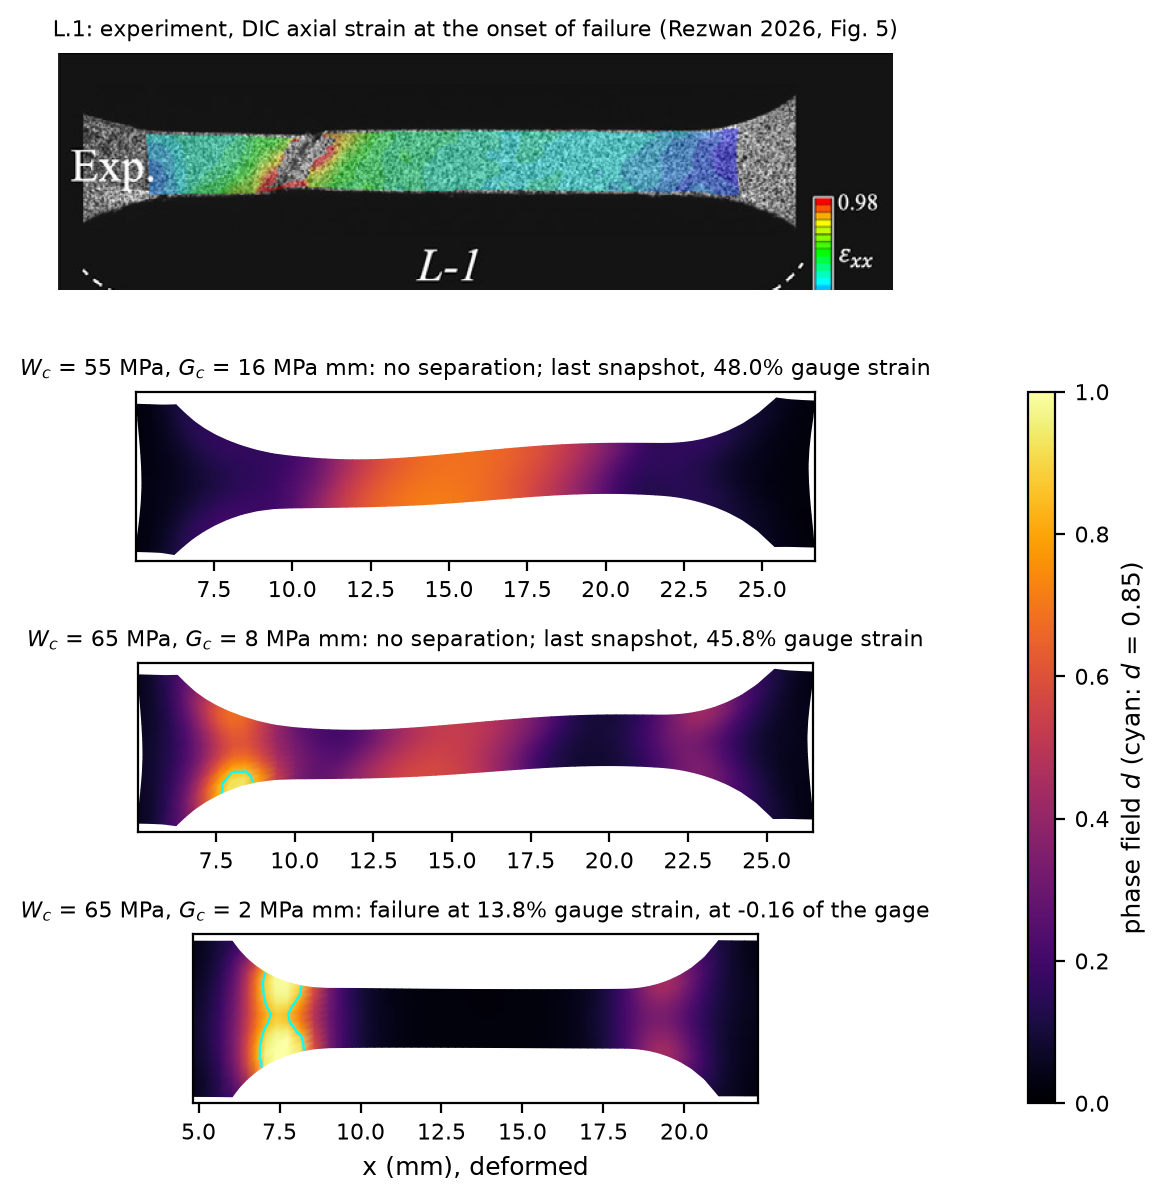 L.1: experiment, DIC axial strain at the onset of failure (Rezwan 2026, Fig. 5)
Exp.
0.98
εxx
L-1
Wc = 55 MPa, Gc = 16 MPa mm: no separation; last snapshot, 48.0% gauge strain
7.5 10.0 12.5 15.0 17.5 20.0 22.5 25.0
Wc = 65 MPa, Gc = 8 MPa mm: no separation; last snapshot, 45.8% gauge strain
7.5 10.0 12.5 15.0 17.5 20.0 22.5 25.0
Wc = 65 MPa, Gc = 2 MPa mm: failure at 13.8% gauge strain, at -0.16 of the gage
5.0 7.5 10.0 12.5 15.0 17.5 20.0
x (mm), deformed
1.0
0.8
0.6
0.4
0.2
0.0
phase field d (cyan: d = 0.85)